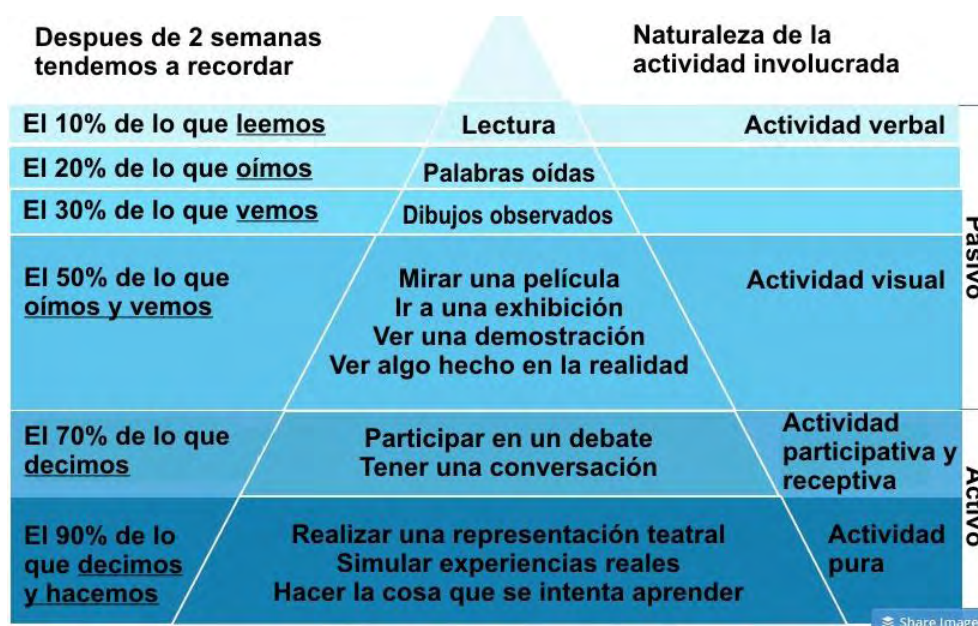 Despues de 2 semanas
tendemos a recordar
Naturaleza de la
actividad involucrada
El 10% de lo que leemos
Lectura
Actividad verbal
El 20% de lo que oímos
Palabras oídas
El 30% de lo que vemos
Dibujos observados
El 50% de lo que
oímos y vemos
Mirar una película
Ir a una exhibición
Ver una demostración
Ver algo hecho en la realidad
Actividad visual
Pasivo
El 70% de lo que
decimos
Participar en un debate
Tener una conversación
Actividad
participativa y
receptiva
El 90% de lo
que decimos
y hacemos
Realizar una representación teatral
Simular experiencias reales
Hacer la cosa que se intenta aprender
Actividad
pura
Activo
Share Image